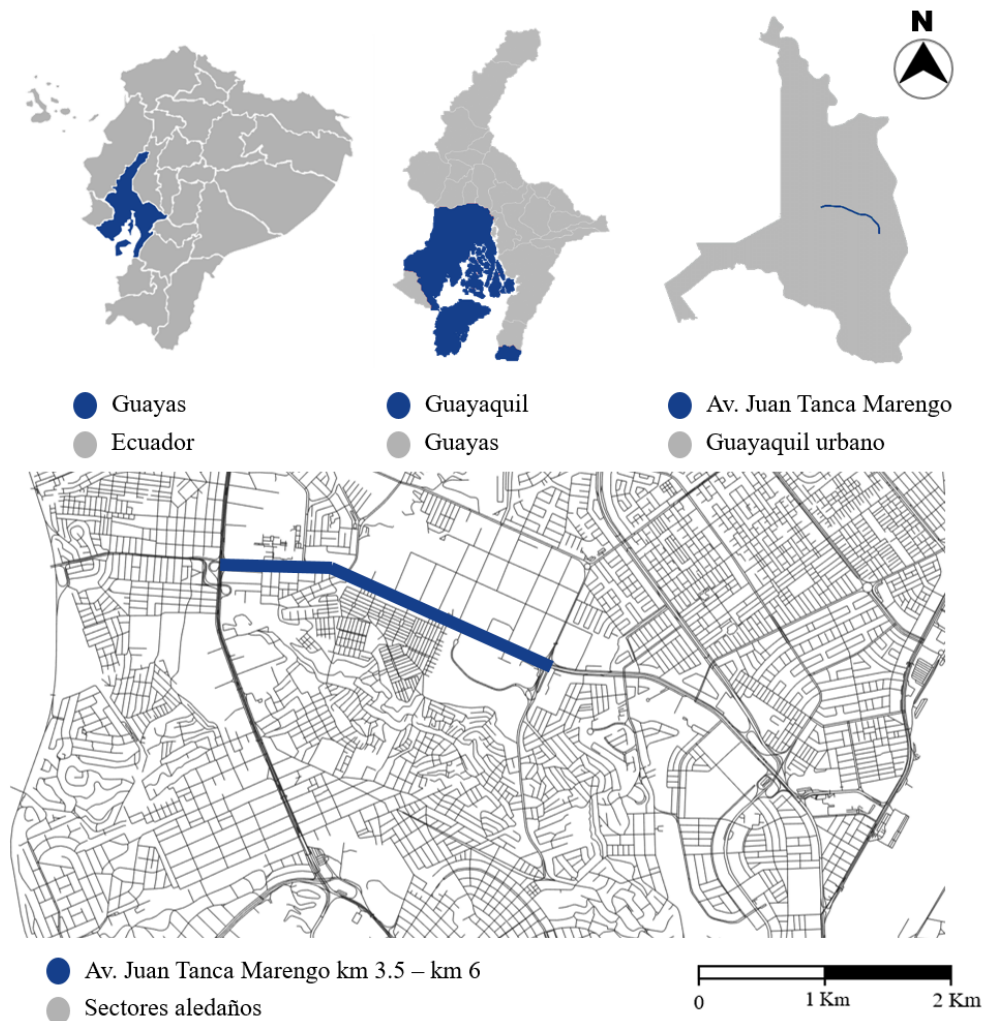 N
Guayas
Ecuador
Guayaquil
Guayas
Av. Juan Tanca Marengo
Guayaquil urbano
Av. Juan Tanca Marengo km 3.5 – km 6
Sectores aledaños
0 1 Km 2 Km